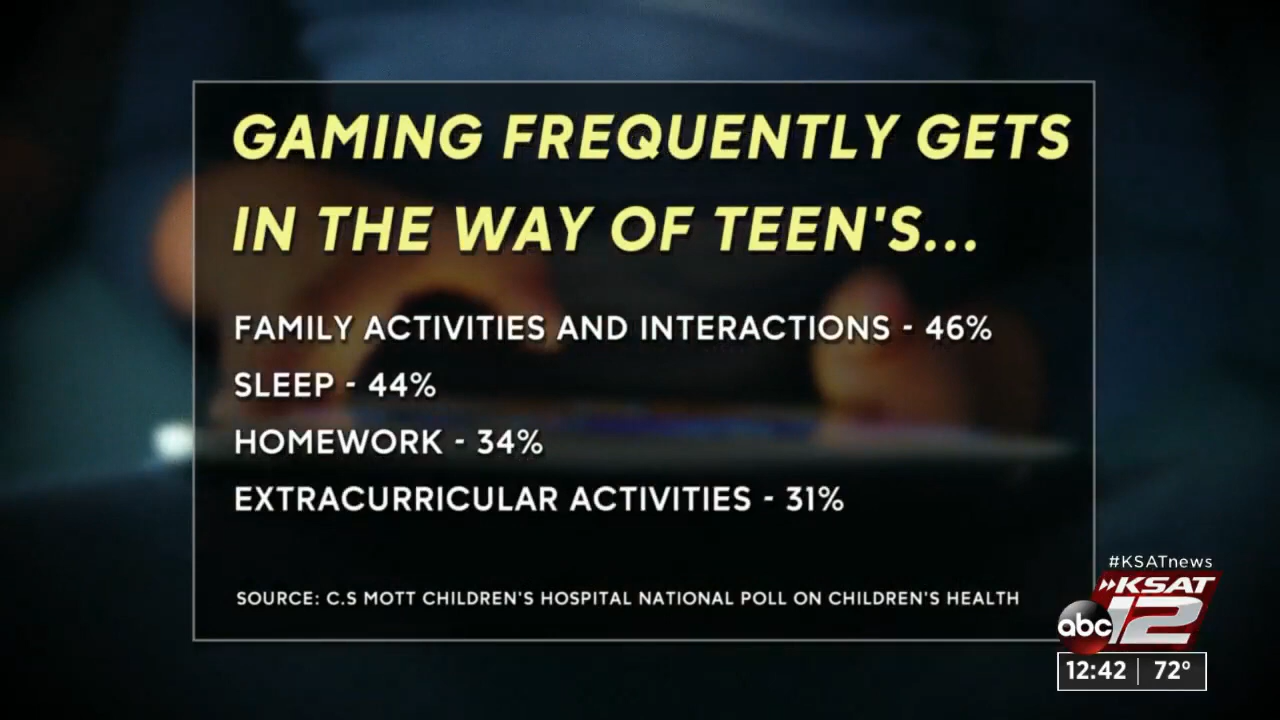 GAMING FREQUENTLY GETS
IN THE WAY OF TEEN'S...
FAMILY ACTIVITIES AND INTERACTIONS - 46%
SLEEP - 44%
HOMEWORK - 34%
EXTRACURRICULAR ACTIVITIES - 31%
SOURCE: C.S MOTT CHILDREN'S HOSPITAL NATIONAL POLL ON CHILDREN'S HEALTH
#KSATnews
»KSAT
abc 12
12:42 | 72°